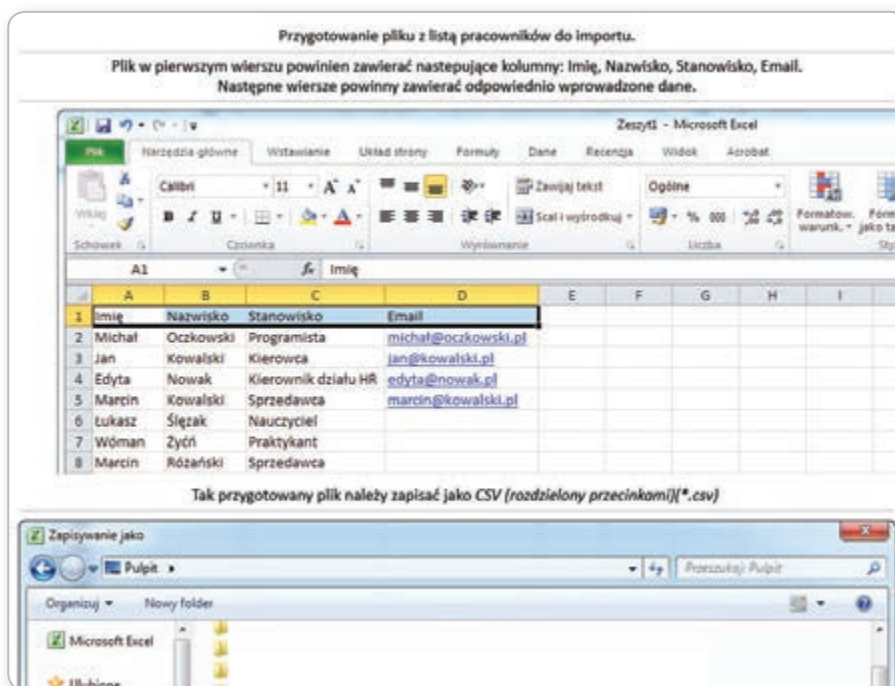 Przygotowanie pliku z listą pracowników do importu.
Plik w pierwszym wierszu powinien zawierać nastepujące kolumny: Imię, Nazwisko, Stanowisko, Email.
Następne wiersze powinny zawierać odpowiednio wprowadzone dane.
Zeszyt1 - Microsoft Excel
Plik Narzędzia główne Wstawianie Układ strony Formuły Dane Recenzja Widok Acrobat
Calibri 11 A A Zawijaj tekst Ogólne
Wklej B I U A Scal i wyśrodkuj % 000 Formatow. warunk.
Schowek Czcionka Wyrównanie Liczba
A1 fx Imię
A B C D E F G H I
1 Imię Nazwisko Stanowisko Email
2 Michał Oczkowski Programista michał@oczkowski.pl
3 Jan Kowalski Kierowca jan@kowalski.pl
4 Edyta Nowak Kierownik działu HR edyta@nowak.pl
5 Marcin Kowalski Sprzedawca marcin@kowalski.pl
6 Łukasz Ślęzak Nauczyciel
7 Wóman Żyćń Praktykant
8 Marcin Różański Sprzedawca
Tak przygotowany plik należy zapisać jako CSV (rozdzielony przecinkami)(*.csv)
Zapisywanie jako
Pulpit Przeszukaj: Pulpit
Organizuj Nowy folder
Microsoft Excel
Ulubione